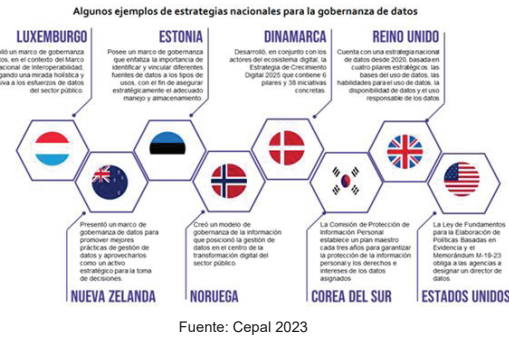 Algunos ejemplos de estrategias nacionales para la gobernanza de datos
LUXEMBURGO
un marco de gobernanza
en el contexto del Marco
nacional de Interoperabilidad,
una mirada holística y
a los esfuerzos de datos
del sector público.
ESTONIA
Posee un marco de gobernanza
que enfatiza la importancia de
identificar y vincular diferentes
fuentes de datos a los tipos de
usos, con el fin de asegurar
estratégicamente el adecuado
manejo y almacenamiento
DINAMARCA
Desarrolló, en conjunto con los
actores del ecosistema digital, la
Estrategia de Crecimiento
Digital 2025 que contiene 6
pilares y 38 iniciativas
concretas.
REINO UNIDO
Cuenta con una estrategia nacional
de datos desde 2020, basada en
cuatro pilares estratégicos: las
bases del uso de datos, las
habilidades para el uso de datos, la
disponibilidad de datos y el uso
responsable de los datos.
Presentó un marco de
gobernanza de datos para
promover mejores
prácticas de gestión de
datos y aprovecharlos
como un activo
estratégico para la toma
de decisiones.
NUEVA ZELANDA
Creó un modelo de
gobernanza de la información
que posicionó la gestión de
datos en el centro de la
transformación digital del
sector público.
NORUEGA
La Comisión de Protección de
Información Personal
establece un plan maestro
cada tres años para garantizar
la protección de la información
personal y los derechos e
intereses de los datos
asignados
COREA DEL SUR
La Ley de Fundamentos
para la Elaboración de
Políticas Basadas en
Evidencia y el
Memorándum M-19-23
obliga a las agencias a
designar un director de
datos.
ESTADOS UNIDOS
Fuente: Cepal 2023